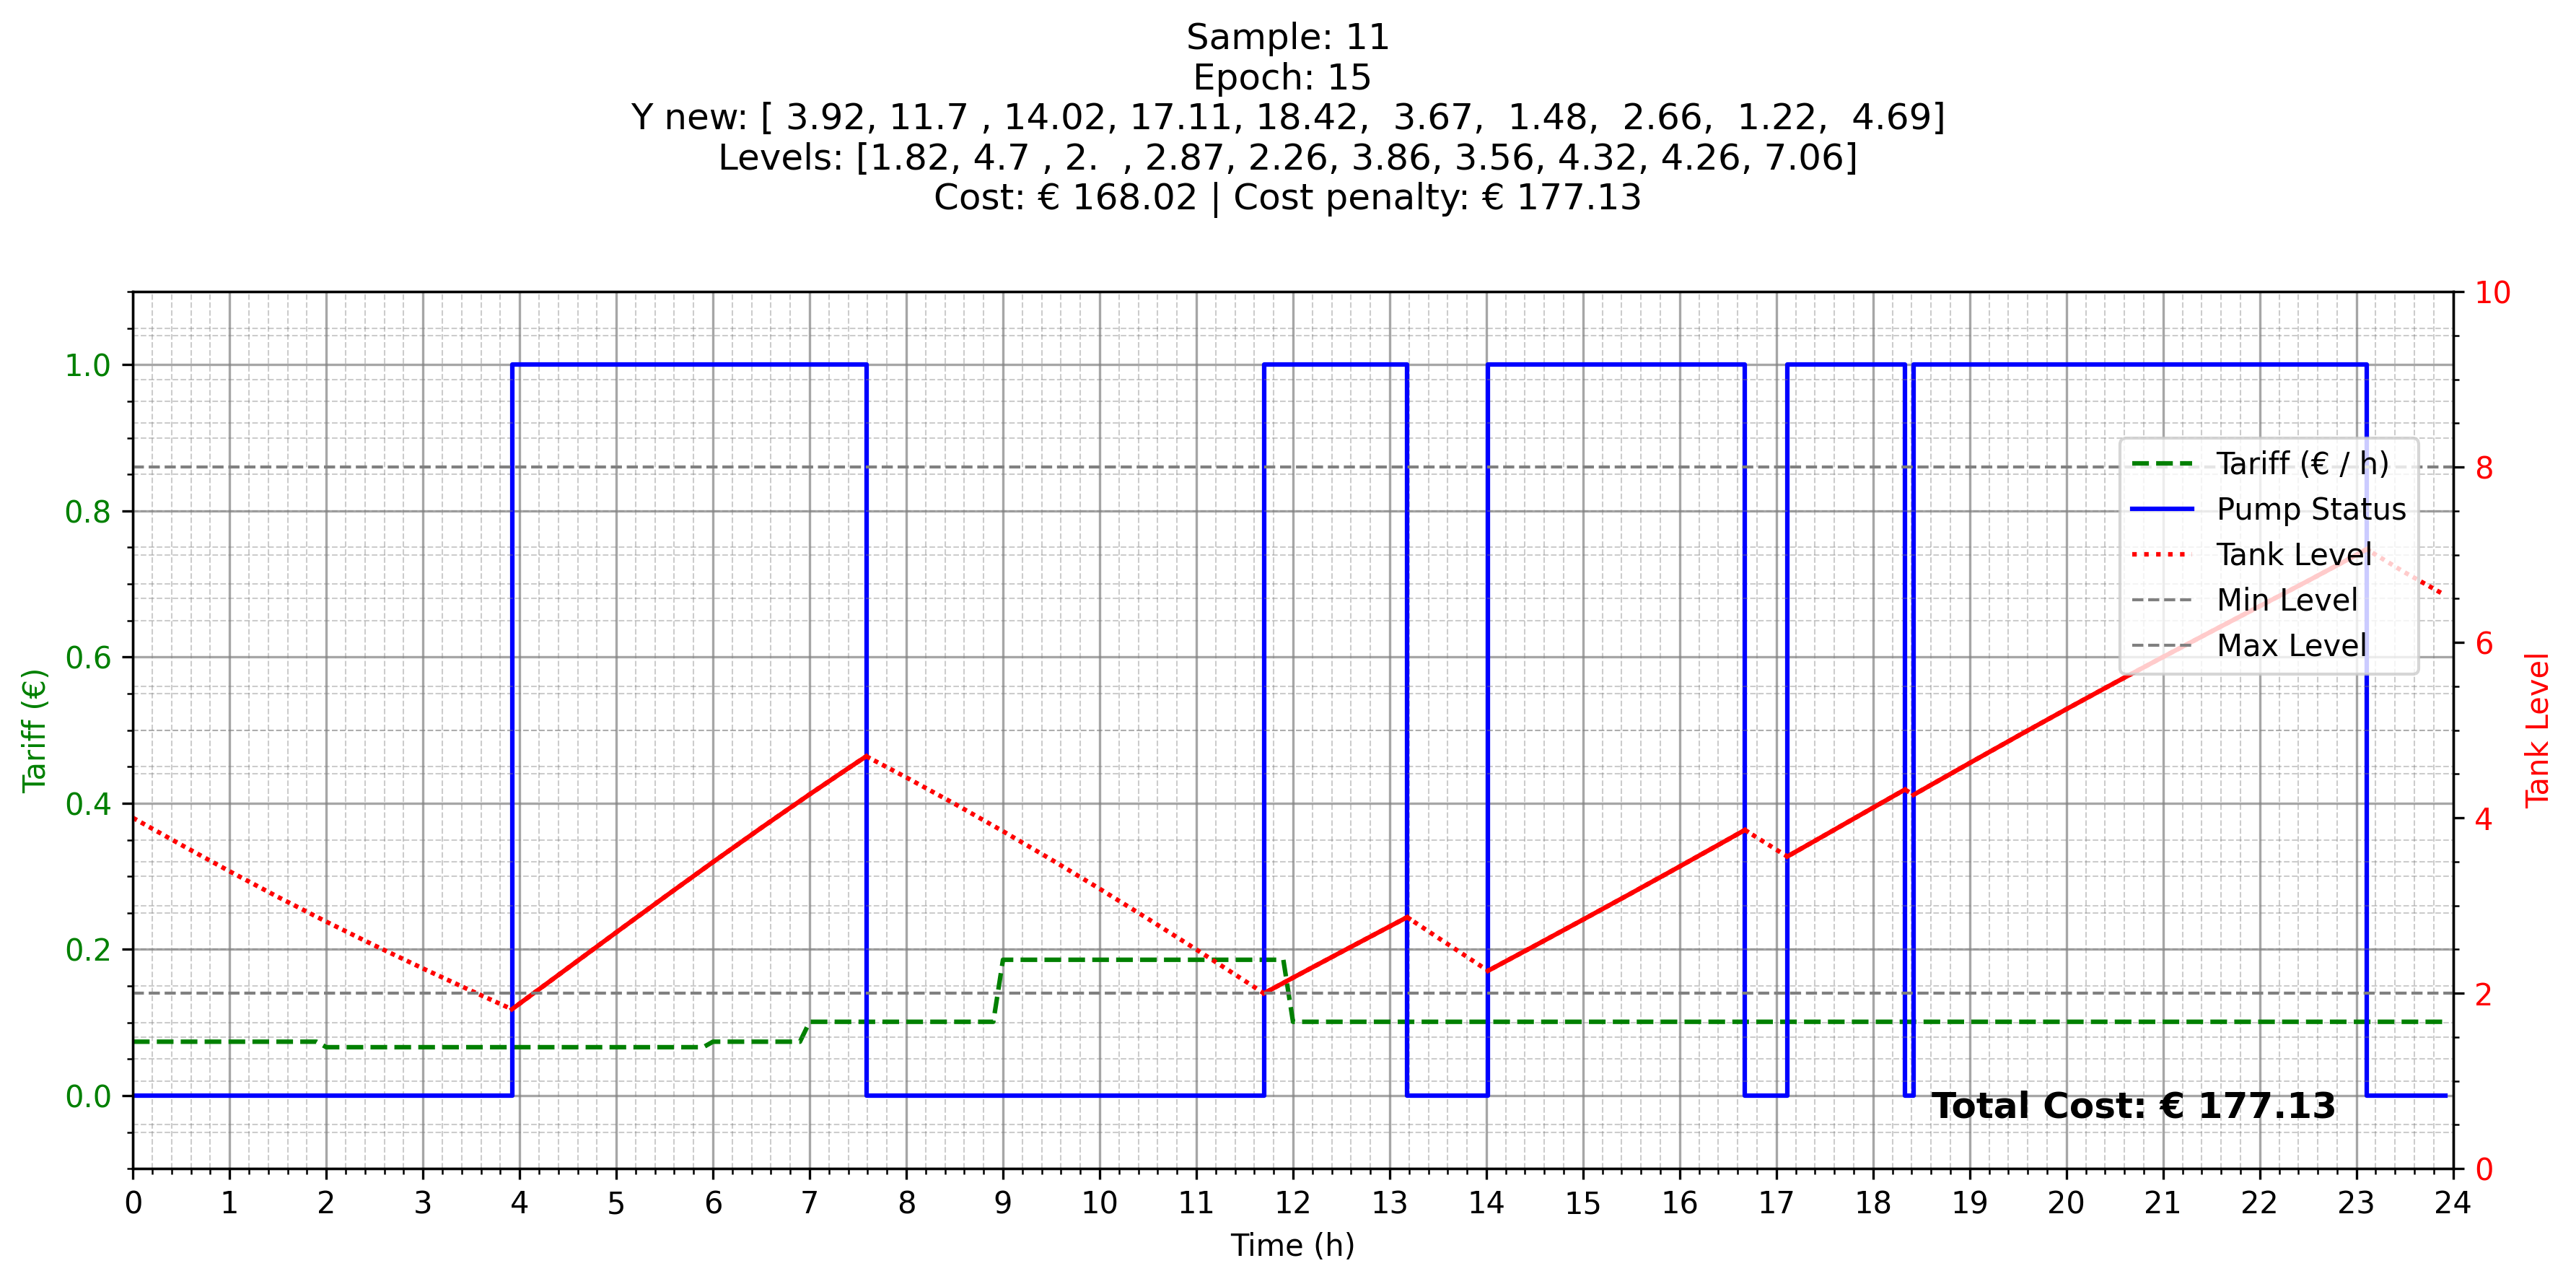 Sample: 11
Epoch: 15
Y new: [ 3.92, 11.7 , 14.02, 17.11, 18.42,  3.67,  1.48,  2.66,  1.22,  4.69]
Levels: [1.82, 4.7 , 2.  , 2.87, 2.26, 3.86, 3.56, 4.32, 4.26, 7.06]
Cost: € 168.02 | Cost penalty: € 177.13
1.0
0.8
0.6
0.4
0.2
0.0
Tariff (€)
10
8
6
4
2
0
Tank Level
Tariff (€ / h)
Pump Status
Tank Level
Min Level
Max Level
Total Cost: € 177.13
0 1 2 3 4 5 6 7 8 9 10 11 12 13 14 15 16 17 18 19 20 21 22 23 24
Time (h)